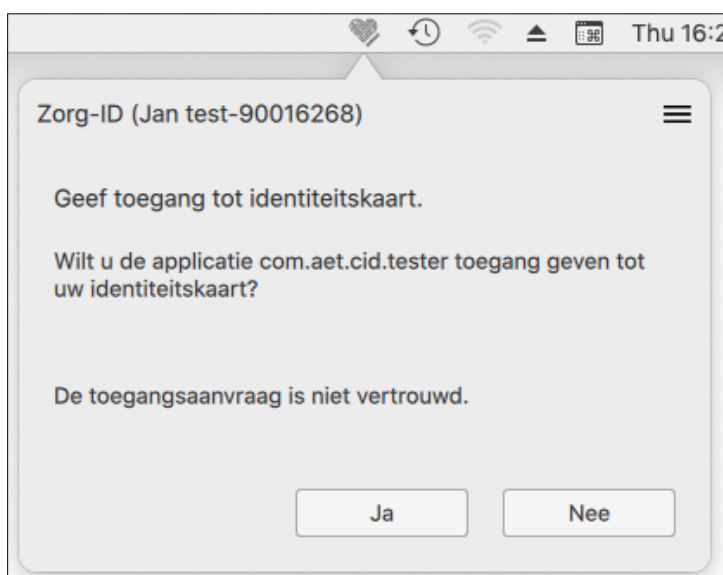 Thu 16:2
Zorg-ID (Jan test-90016268)
Geef toegang tot identiteitskaart.
Wilt u de applicatie com.aet.cid.tester toegang geven tot
uw identiteitskaart?
De toegangsaanvraag is niet vertrouwd.
Ja
Nee